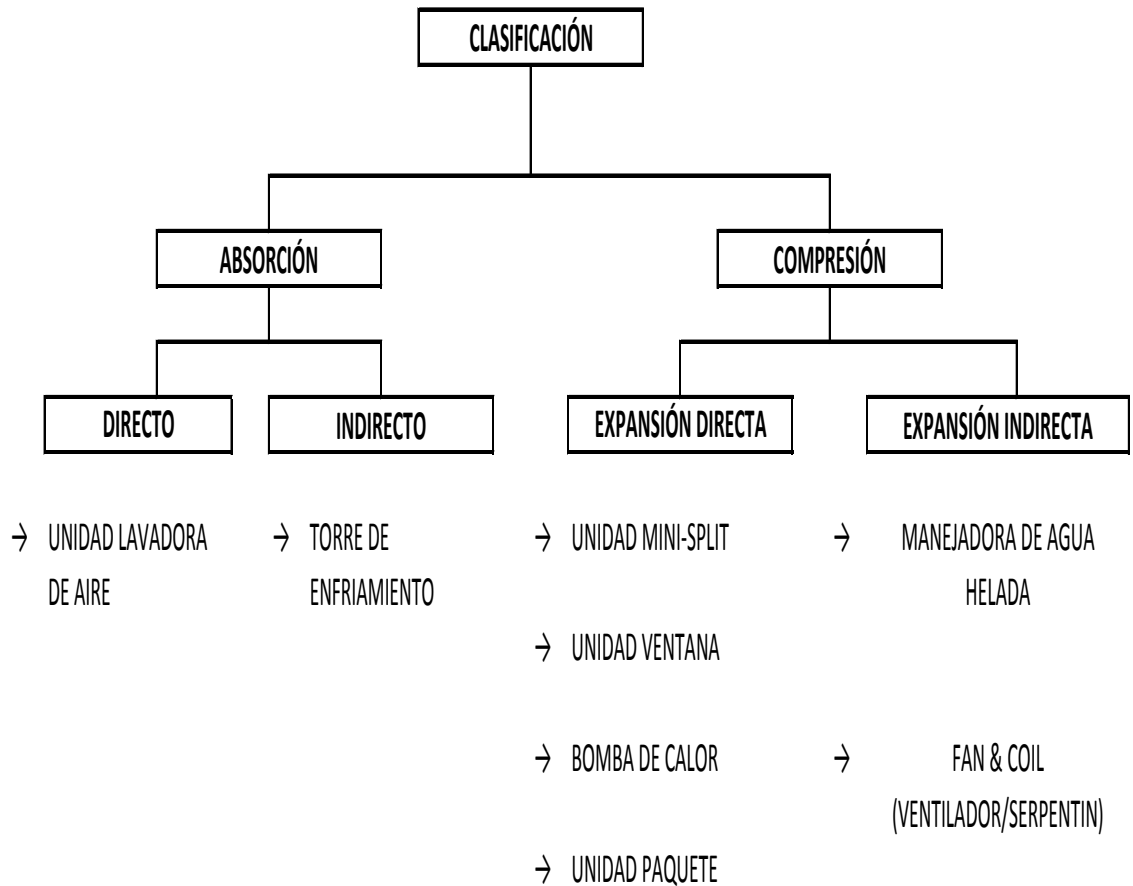 CLASIFICACIÓN
ABSORCIÓN
COMPRESIÓN
DIRECTO
INDIRECTO
EXPANSIÓN DIRECTA
EXPANSIÓN INDIRECTA
→ UNIDAD LAVADORA
DE AIRE
→ TORRE DE
ENFRIAMIENTO
→ UNIDAD MINI-SPLIT
→ UNIDAD VENTANA
→ BOMBA DE CALOR
→ UNIDAD PAQUETE
→ MANEJADORA DE AGUA
HELADA
→ FAN & COIL
(VENTILADOR/SERPENTIN)